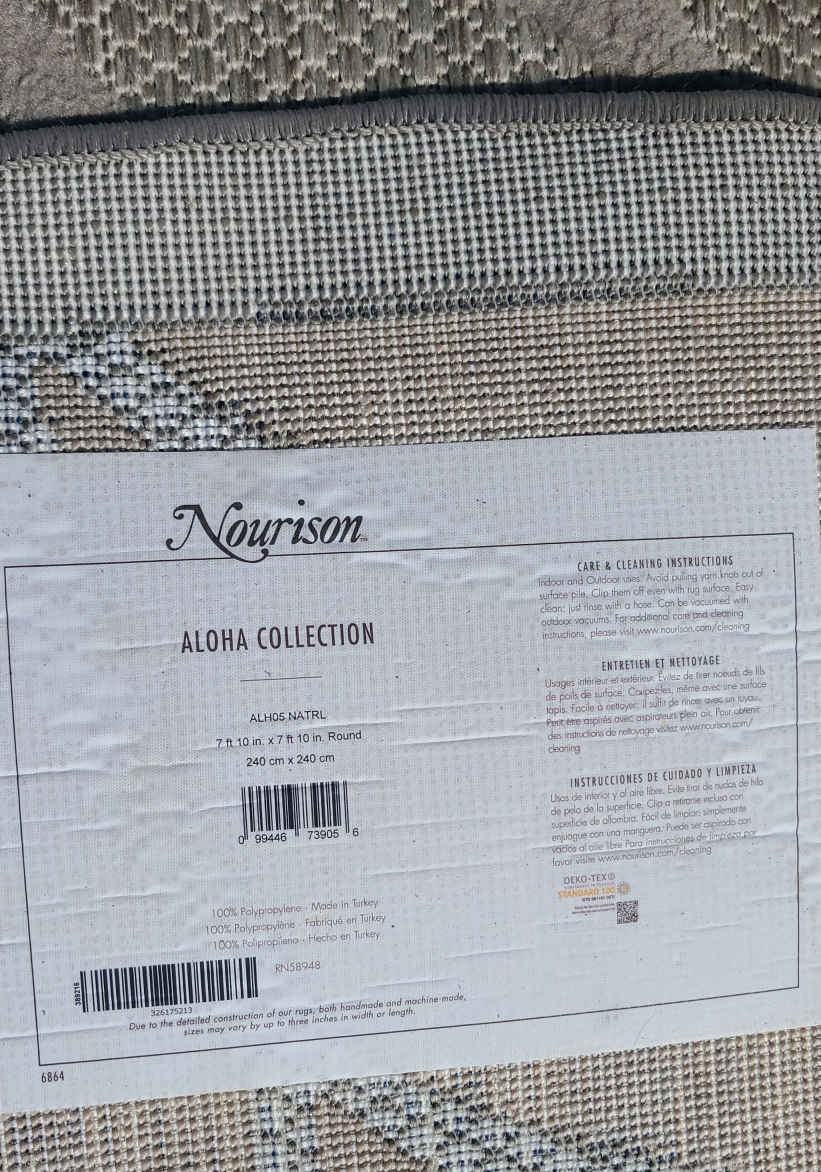 Nourison
ALOHA COLLECTION
ALH05 NATRL
7 ft 10 in. x 7 ft 10 in. Round
240 cm x 240 cm
0 99446 73905 6
100% Polypropylene - Made in Turkey
100% Polypropylène - Fabriqué en Turkey
100% Polipropileno - Hecho en Turkey
RN58948
389216
1
326175213
Due to the detailed construction of our rugs, both handmade and machine-made,
sizes may vary by up to three inches in width or length.
6864
CARE & CLEANING INSTRUCTIONS
Indoor and Outdoor uses. Avoid pulling yarn knob out of
surface pile. Clip them off even with rug surface. Easy
clean: just rinse with a hose. Can be vacuumed with
outdoor vacuums. For additional care and cleaning
instructions, please visit www.nourison.com/cleaning
ENTRETIEN ET NETTOYAGE
Usages intérieur et extérieur. Évitez de tirer noeuds de fils
de poils de surface. Coupez-les, même avec une surface
tapis. Facile à nettoyer: il suffit de rincer avec un tuyau.
Peut être aspirés avec aspirateurs plein air. Pour obtenir
des instructions de nettoyage visitez www.nourison.com/
cleaning
INSTRUCCIONES DE CUIDADO Y LIMPIEZA
Usos de interior y al aire libre. Evite tirar de nudos de hilo
de pelo de la superficie. Clip a retirarse incluso con
superficie de alfombra. Fácil de limpiar: simplemente
enjuague con una manguera. Puede ser aspirado con
vacíos al aire libre Para instrucciones de limpieza por
favor visite www.nourison.com/cleaning
OEKO-TEX®
STANDARD 100